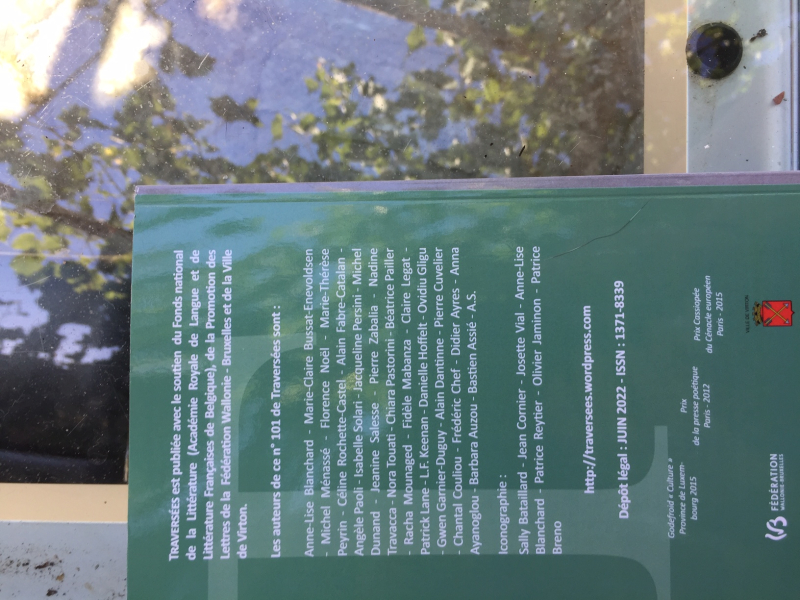 TRAVERSÉES est publiée avec le soutien du Fonds national
de la Littérature (Académie Royale de Langue et de
Littérature Françaises de Belgique), de la Promotion des
Lettres de la Fédération Wallonie - Bruxelles et de la Ville
de Virton.
Les auteurs de ce n° 101 de Traversées sont :
Anne-Lise Blanchard - Marie-Claire Bussat-Enevoldsen
- Michel Ménassé - Florence Noël - Marie-Thérèse
Peyrin - Céline Rochette-Castel - Alain Fabre-Catalan -
Angèle Paoli - Isabelle Solari - Jacqueline Persini - Michel
Dunand - Jeanine Salesse - Pierre Zaballa - Nadine
Travacca - Nora Touati - Chiara Pastorini - Béatrice Pailler
- Racha Mounaged - Fidèle Mabanza - Claire Legat -
Patrick Lane - L.F. Keenan - Danielle Hoffelt - Ovidiu Gligu
- Gwen Garnier-Duguy - Alain Dantinne - Pierre Cuvelier
- Chantal Couliou - Frédéric Chef - Didier Ayres - Anna
Ayanoglou - Barbara Auzou - Bastien Assié - A.S.
Iconographie :
Sally Bataillard - Jean Cornier - Josette Vial - Anne-Lise
Blanchard - Patrice Reytier - Olivier Jaminon - Patrice
Breno
http://traversees.wordpress.com
Dépôt légal - JUIN 2022 - ISSN : 1371-8339
Godefroid « Culture »
Province de Luxem-
bourg 2015
Prix
de la presse poétique
Paris - 2012
Prix Cassiopée
du Cénacle européen
Paris - 2015
FÉDÉRATION
WALLONIE-BRUXELLES
VILLE DE VIRTON